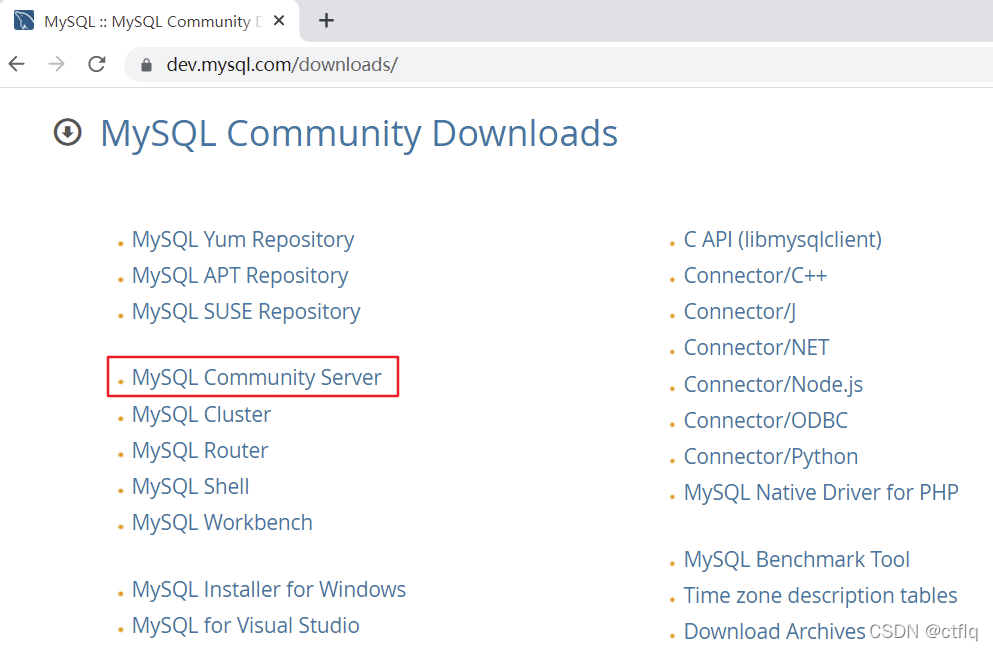 MySQL :: MySQL Community
dev.mysql.com/downloads/
MySQL Community Downloads
MySQL Yum Repository
MySQL APT Repository
MySQL SUSE Repository
MySQL Community Server
MySQL Cluster
MySQL Router
MySQL Shell
MySQL Workbench
MySQL Installer for Windows
MySQL for Visual Studio
C API (libmysqlclient)
Connector/C++
Connector/J
Connector/NET
Connector/Node.js
Connector/ODBC
Connector/Python
MySQL Native Driver for PHP
MySQL Benchmark Tool
Time zone description tables
Download Archives
CSDN @ctflq